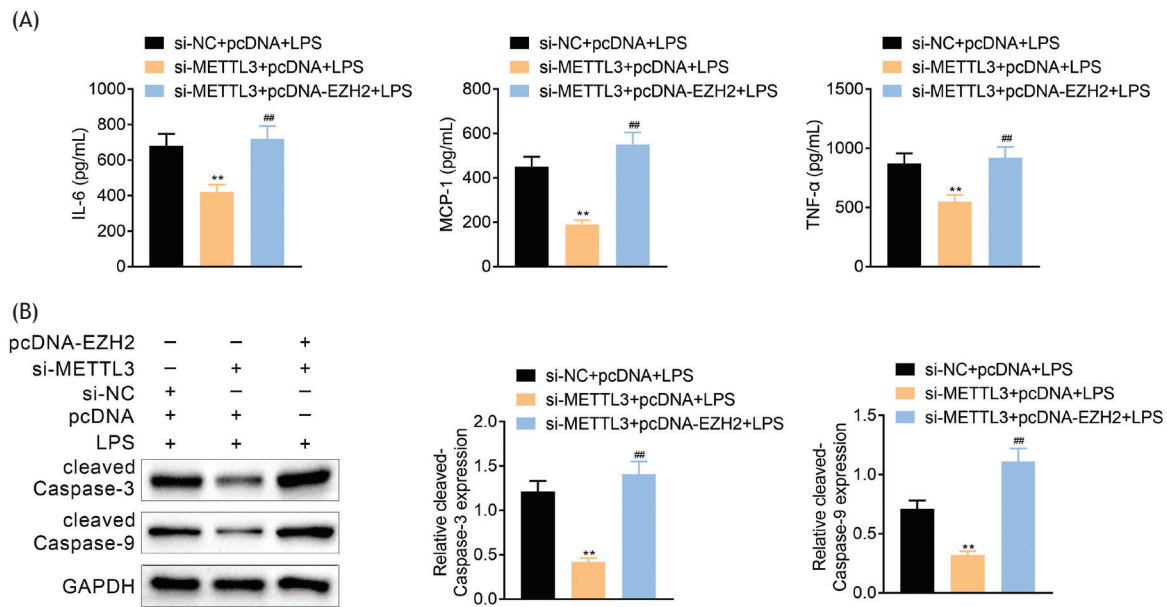 (A)
si-NC+pcDNA+LPS
si-METTL3+pcDNA+LPS
si-METTL3+pcDNA-EZH2+LPS
IL-6 (pg/mL)
800
600
400
200
0
**
##
si-NC+pcDNA+LPS
si-METTL3+pcDNA+LPS
si-METTL3+pcDNA-EZH2+LPS
MCP-1 (pg/mL)
800
600
400
200
0
**
##
si-NC+pcDNA+LPS
si-METTL3+pcDNA+LPS
si-METTL3+pcDNA-EZH2+LPS
TNF-α (pg/mL)
1500
1000
500
0
**
##
(B)
pcDNA-EZH2 − − +
si-METTL3 − + +
si-NC + − −
pcDNA + + −
LPS + + +
cleaved
Caspase-3
cleaved
Caspase-9
GAPDH
si-NC+pcDNA+LPS
si-METTL3+pcDNA+LPS
si-METTL3+pcDNA-EZH2+LPS
Relative cleaved-
Caspase-3 expression
2.0
1.5
1.0
0.5
0.0
**
##
si-NC+pcDNA+LPS
si-METTL3+pcDNA+LPS
si-METTL3+pcDNA-EZH2+LPS
Relative cleaved-
Caspase-9 expression
1.5
1.0
0.5
0.0
**
##